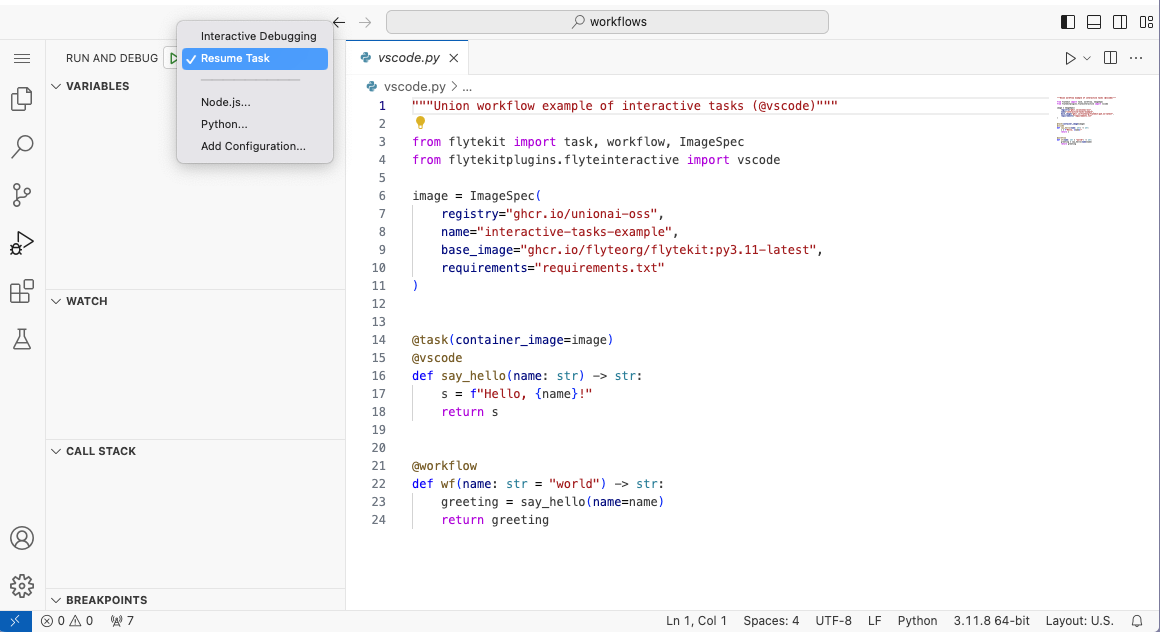 workflows
Interactive Debugging
Resume Task
Node.js...
Python...
Add Configuration...
RUN AND DEBUG
VARIABLES
WATCH
CALL STACK
BREAKPOINTS
vscode.py
vscode.py > ...
1 """Union workflow example of interactive tasks (@vscode)"""
2
3 from flytekit import task, workflow, ImageSpec
4 from flytekitplugins.flyteinteractive import vscode
5
6 image = ImageSpec(
7     registry="ghcr.io/unionai-oss",
8     name="interactive-tasks-example",
9     base_image="ghcr.io/flyteorg/flytekit:py3.11-latest",
10     requirements="requirements.txt"
11 )
12
13
14 @task(container_image=image)
15 @vscode
16 def say_hello(name: str) -> str:
17     s = f"Hello, {name}!"
18     return s
19
20
21 @workflow
22 def wf(name: str = "world") -> str:
23     greeting = say_hello(name=name)
24     return greeting
0 0 7 Ln 1, Col 1 Spaces: 4 UTF-8 LF Python 3.11.8 64-bit Layout: U.S.